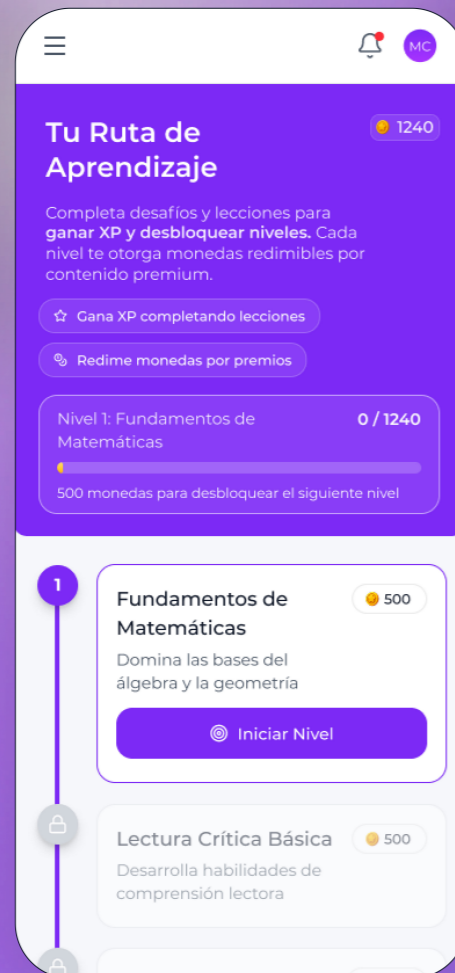 MC
Tu Ruta de
Aprendizaje
1240
Completa desafíos y lecciones para
ganar XP y desbloquear niveles. Cada
nivel te otorga monedas redimibles por
contenido premium.
Gana XP completando lecciones
Redime monedas por premios
Nivel 1: Fundamentos de
Matemáticas
0 / 1240
500 monedas para desbloquear el siguiente nivel
1
Fundamentos de
Matemáticas
500
Domina las bases del
álgebra y la geometría
Iniciar Nivel
Lectura Crítica Básica
500
Desarrolla habilidades de
comprensión lectora